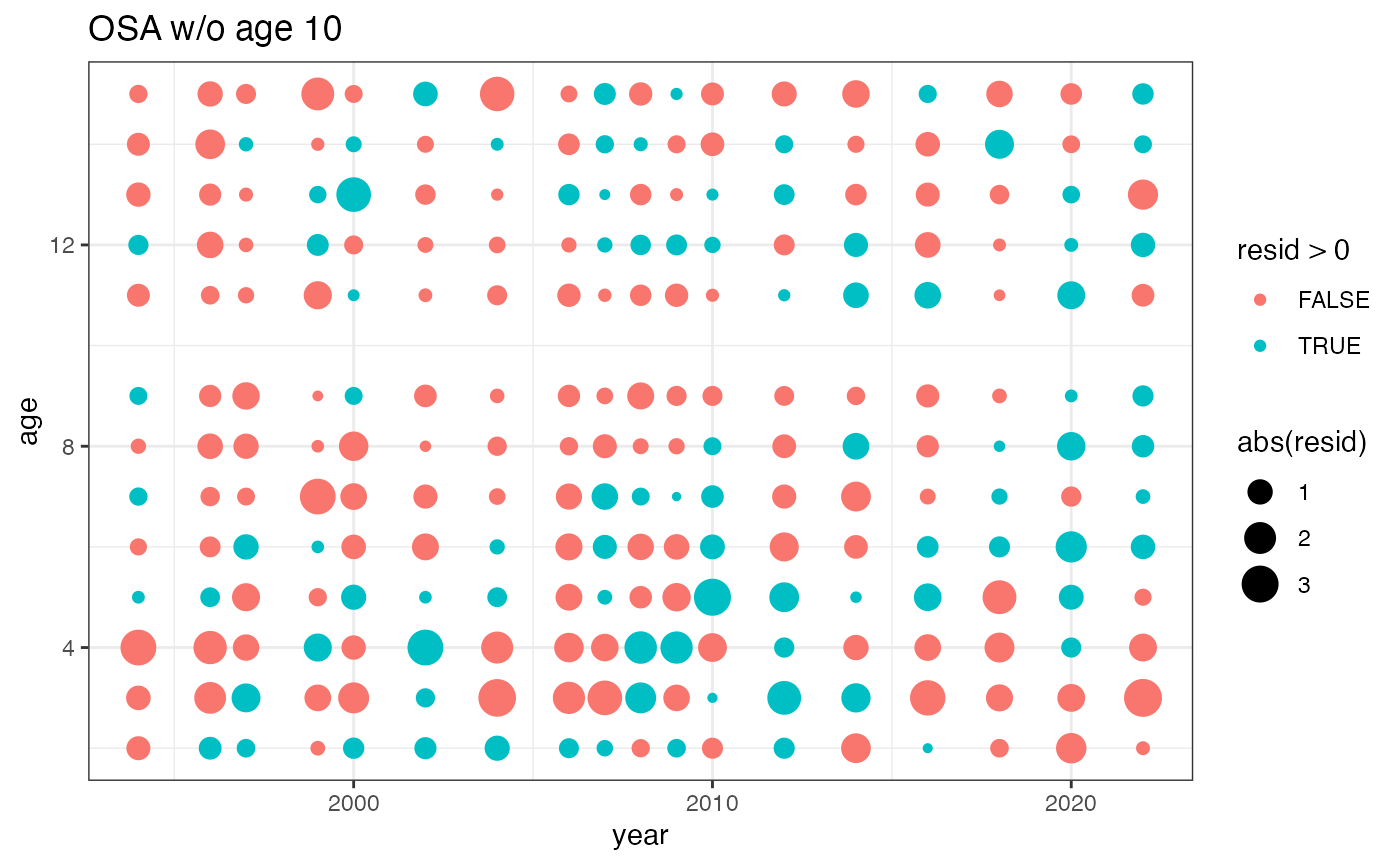 OSA w/o age 10
age
12
8
4
2000
2010
2020
year
resid > 0
FALSE
TRUE
abs(resid)
1
2
3